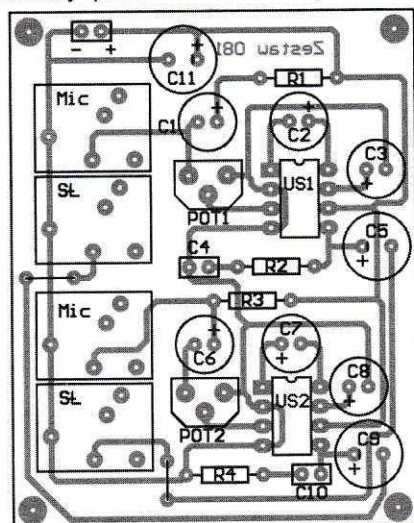 - +
Zestaw 081
C11
R1
Mic
C1
C2
C3
US1
SŁ
POT1
C5
C4
R2
R3
Mic
C6
C7
C8
US2
SŁ
POT2
C9
R4
C10